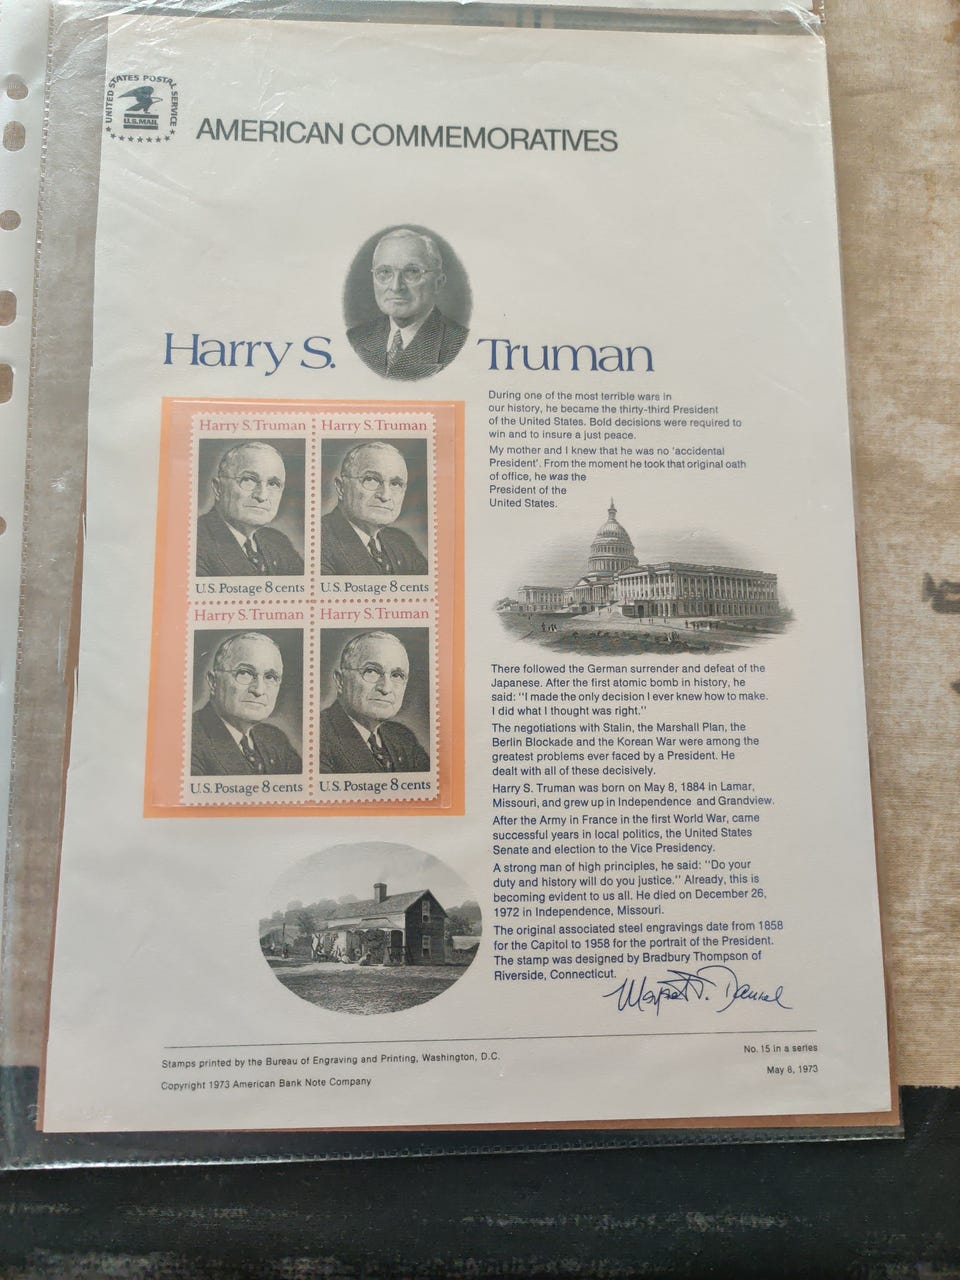 UNITED STATES POSTAL SERVICE
U.S.MAIL
AMERICAN COMMEMORATIVES
Harry S. Truman
Harry S. Truman
Harry S. Truman
U.S. Postage 8 cents
U.S. Postage 8 cents
Harry S. Truman
Harry S. Truman
U.S. Postage 8 cents
U.S. Postage 8 cents
During one of the most terrible wars in
our history, he became the thirty-third President
of the United States. Bold decisions were required to
win and to insure a just peace.
My mother and I knew that he was no 'accidental
President'. From the moment he took that original oath
of office, he was the
President of the
United States.
There followed the German surrender and defeat of the
Japanese. After the first atomic bomb in history, he
said: "I made the only decision I ever knew how to make.
I did what I thought was right."
The negotiations with Stalin, the Marshall Plan, the
Berlin Blockade and the Korean War were among the
greatest problems ever faced by a President. He
dealt with all of these decisively.
Harry S. Truman was born on May 8, 1884 in Lamar,
Missouri, and grew up in Independence and Grandview.
After the Army in France in the first World War, came
successful years in local politics, the United States
Senate and election to the Vice Presidency.
A strong man of high principles, he said: "Do your
duty and history will do you justice." Already, this is
becoming evident to us all. He died on December 26,
1972 in Independence, Missouri.
The original associated steel engravings date from 1858
for the Capitol to 1958 for the portrait of the President.
The stamp was designed by Bradbury Thompson of
Riverside, Connecticut.
Margaret T. Daniel
Stamps printed by the Bureau of Engraving and Printing, Washington, D.C.
Copyright 1973 American Bank Note Company
No. 15 in a series
May 8, 1973